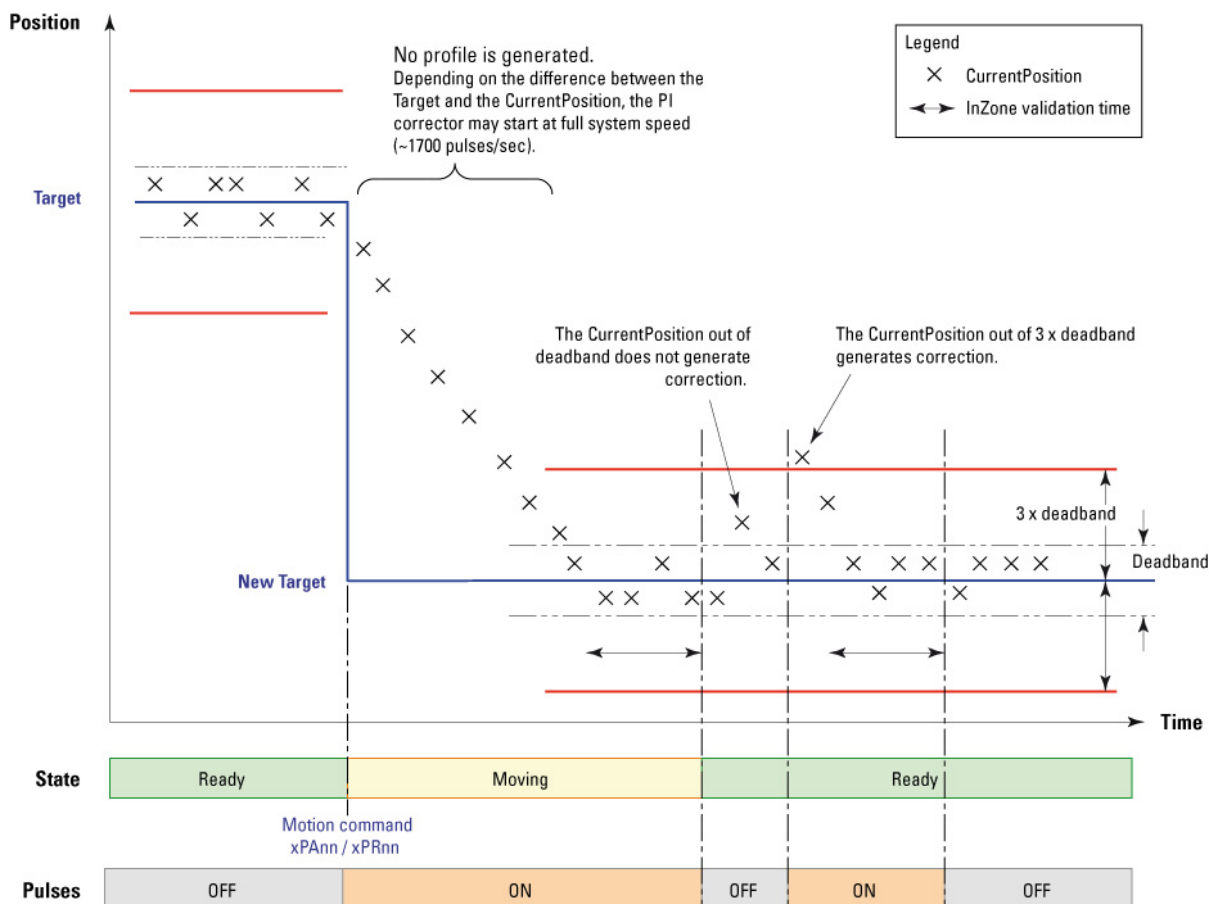 Position
No profile is generated.
Depending on the difference between the
Target and the CurrentPosition, the PI
corrector may start at full system speed
(~1700 pulses/sec).
Legend
CurrentPosition
InZone validation time
Target
The CurrentPosition out of
deadband does not generate
correction.
The CurrentPosition out of 3 x deadband
generates correction.
3 x deadband
Deadband
New Target
Time
State
Ready
Moving
Ready
Motion command
xPAnn / xPRnn
Pulses
OFF
ON
OFF
ON
OFF